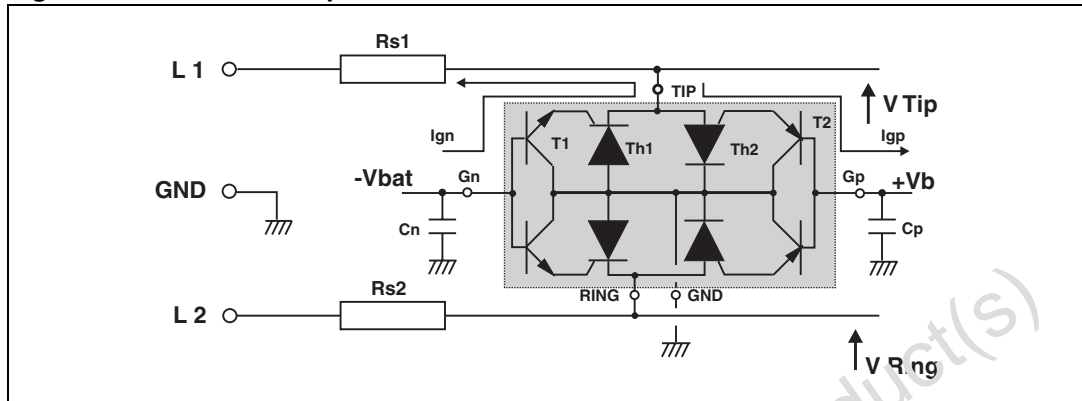 Rs1
L 1
TIP
V Tip
Ign
T1
Th1
Th2
T2
Igp
-Vbat
Gn
Gp
+Vb
GND
Cn
Cp
Rs2
RING
GND
L 2
V Ring
duct(s)